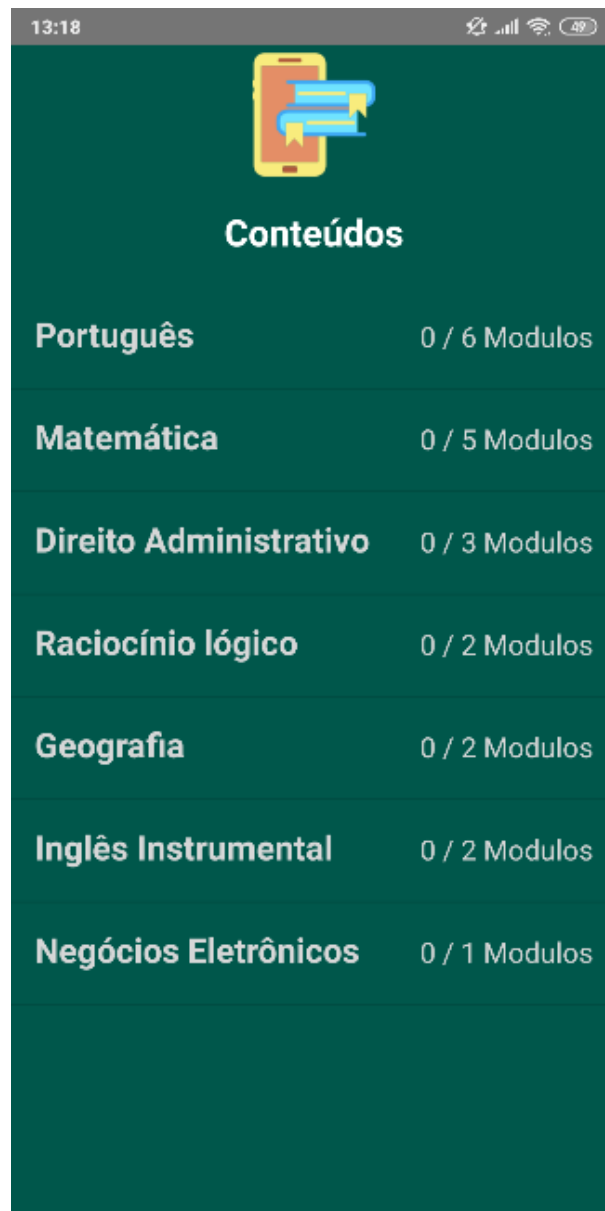 13:18
49
Conteúdos
Português 0 / 6 Modulos
Matemática 0 / 5 Modulos
Direito Administrativo 0 / 3 Modulos
Raciocínio lógico 0 / 2 Modulos
Geografia 0 / 2 Modulos
Inglês Instrumental 0 / 2 Modulos
Negócios Eletrônicos 0 / 1 Modulos